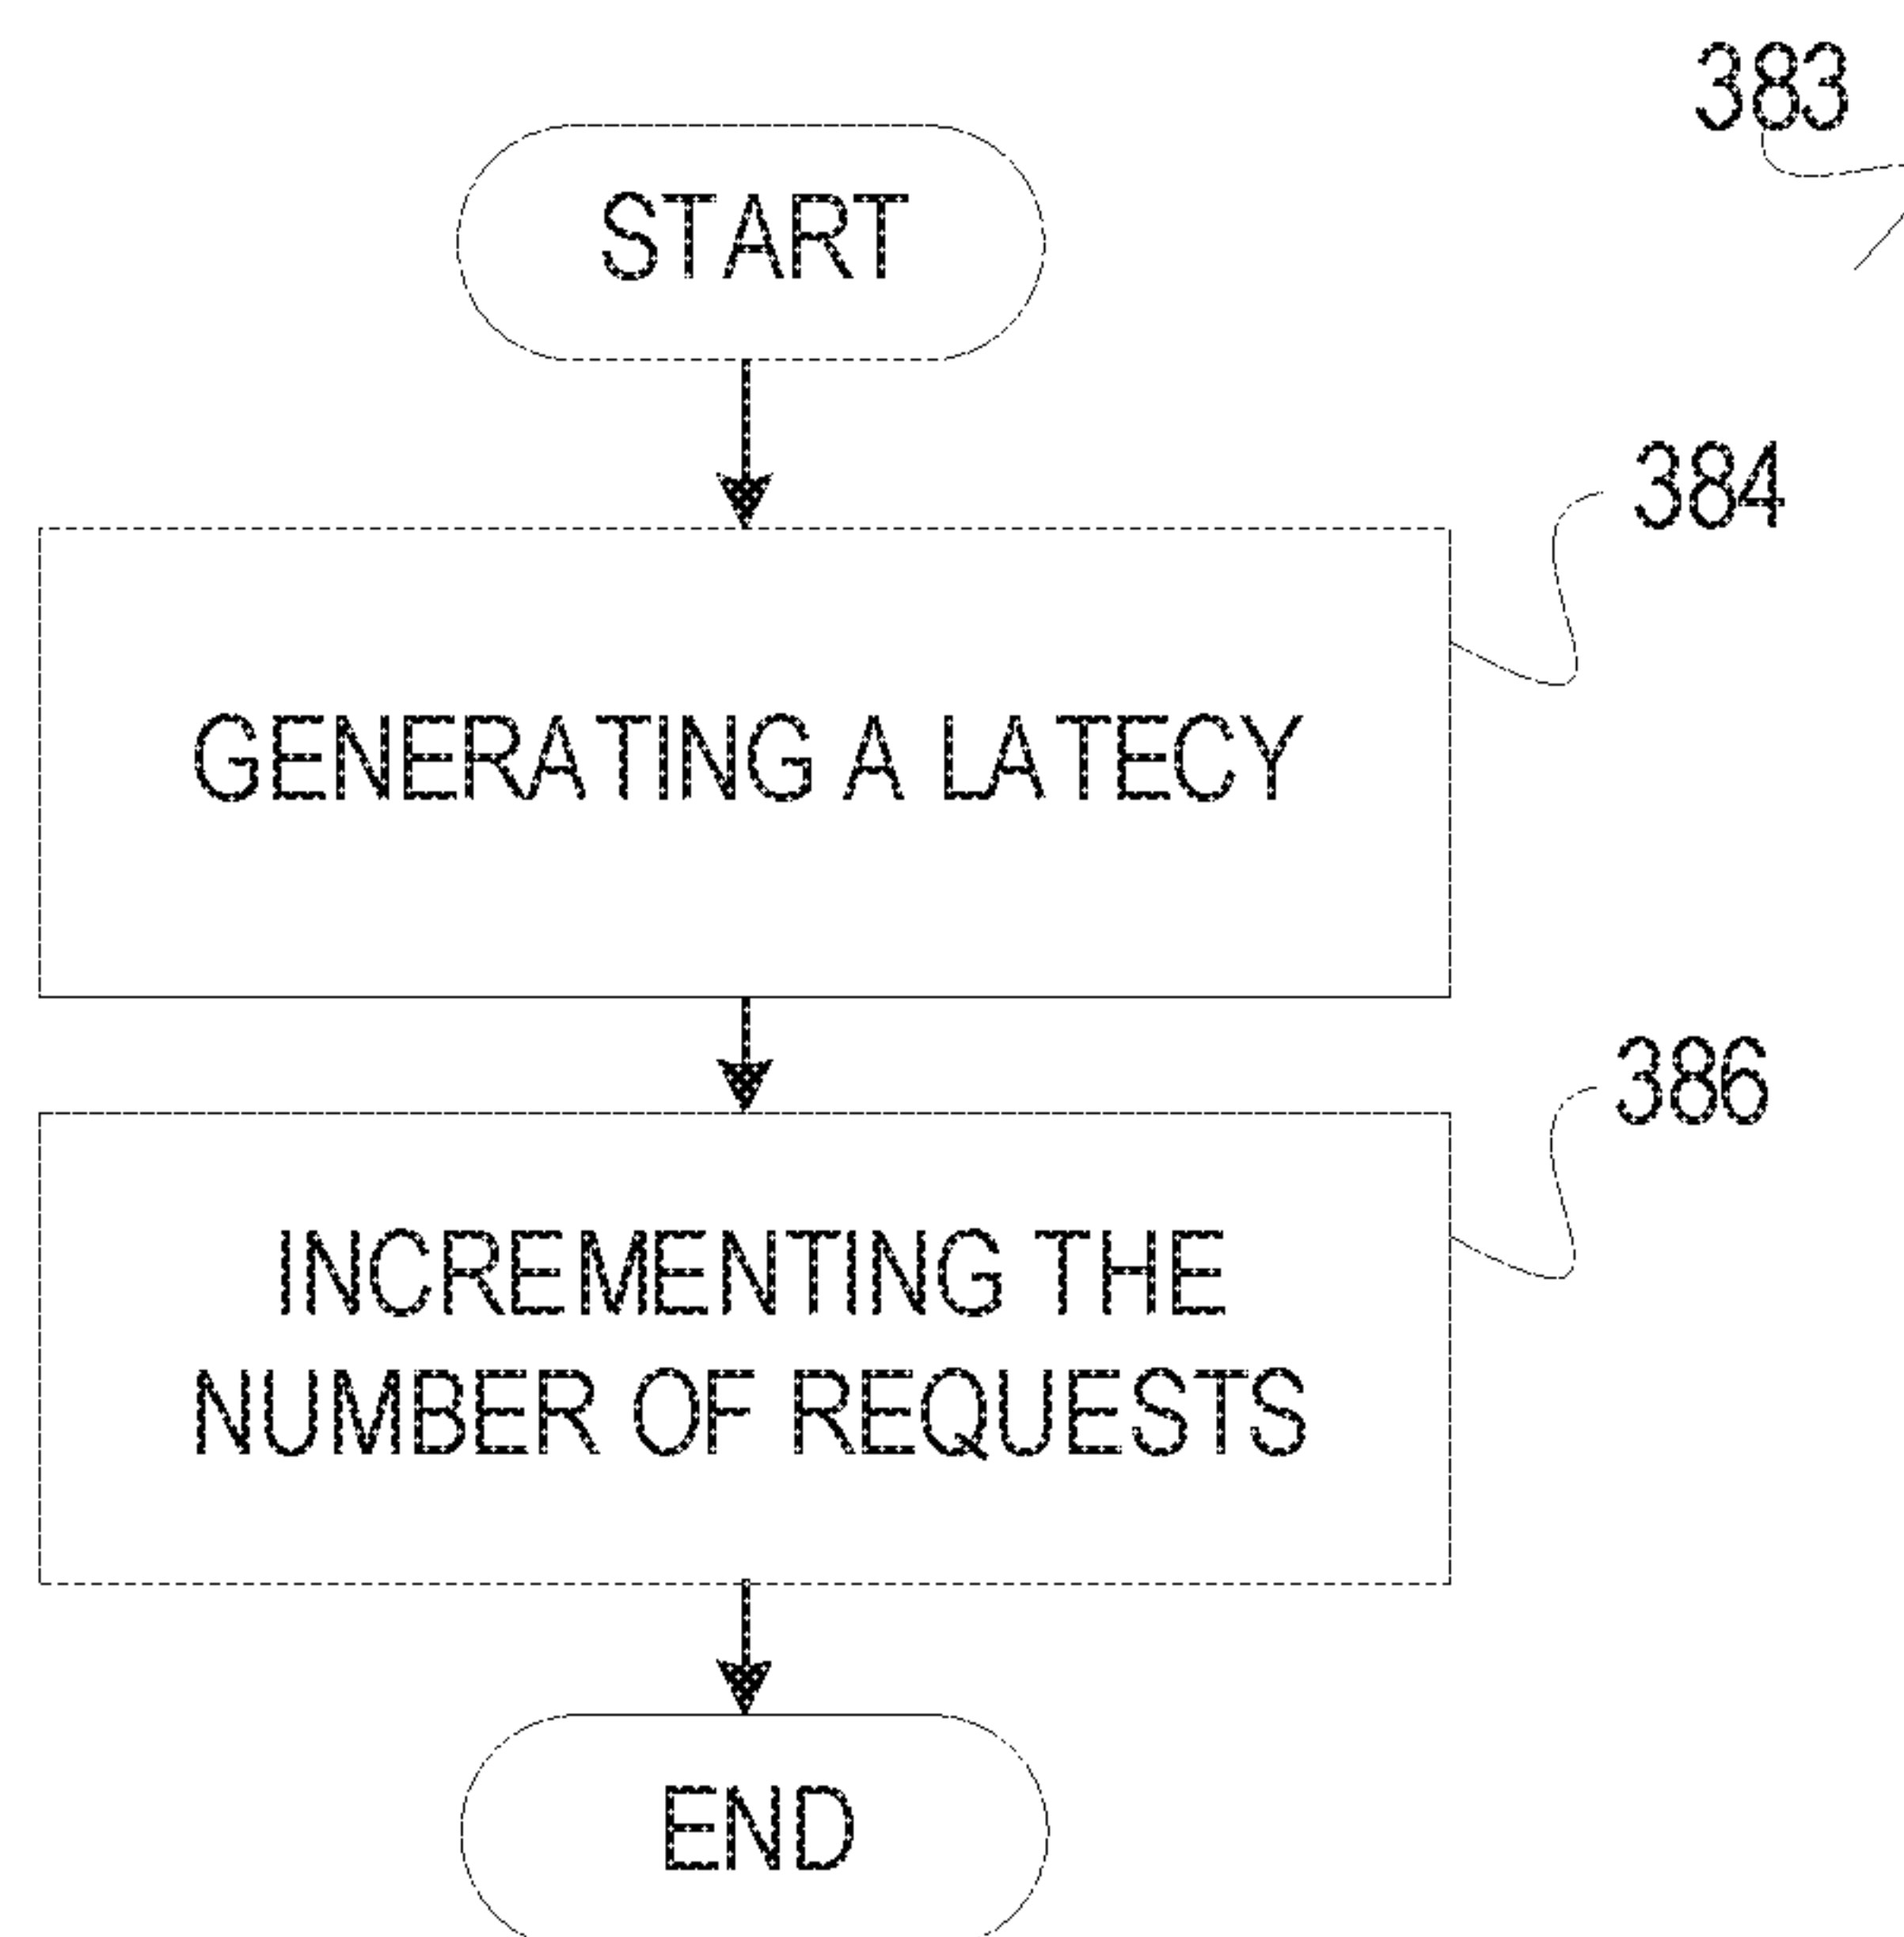 383
START
384
GENERATING A LATECY
386
INCREMENTING THE
NUMBER OF REQUESTS
END